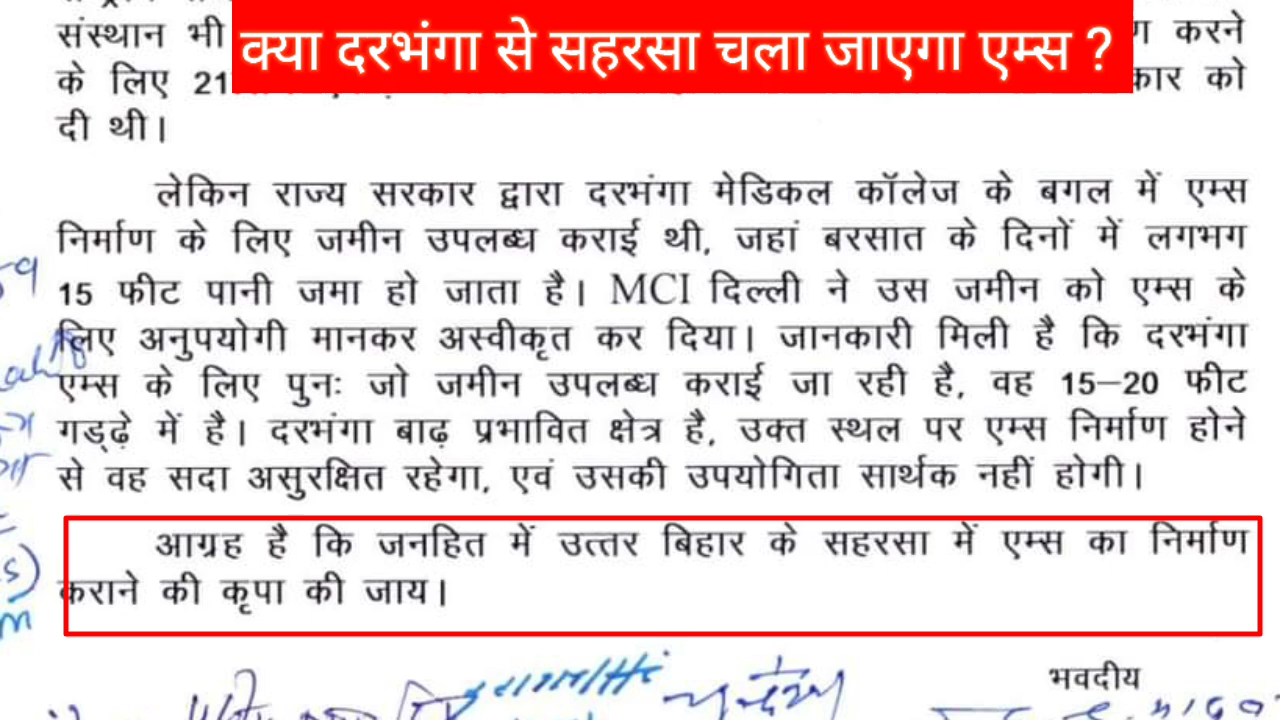 क्या दरभंगा से सहरसा चला जाएगा एम्स ?
संस्थान भी करने
के लिए 21 कार को
दी थी।
लेकिन राज्य सरकार द्वारा दरभंगा मेडिकल कॉलेज के बगल में एम्स
निर्माण के लिए जमीन उपलब्ध कराई थी, जहां बरसात के दिनों में लगभग
15 फीट पानी जमा हो जाता है। MCI दिल्ली ने उस जमीन को एम्स के
लिए अनुपयोगी मानकर अस्वीकृत कर दिया। जानकारी मिली है कि दरभंगा
एम्स के लिए पुनः जो जमीन उपलब्ध कराई जा रही है, वह 15–20 फीट
गड्ढ़े में है। दरभंगा बाढ़ प्रभावित क्षेत्र है, उक्त स्थल पर एम्स निर्माण होने
से वह सदा असुरक्षित रहेगा, एवं उसकी उपयोगिता सार्थक नहीं होगी।
आग्रह है कि जनहित में उत्तर बिहार के सहरसा में एम्स का निर्माण
कराने की कृपा की जाय।
भवदीय